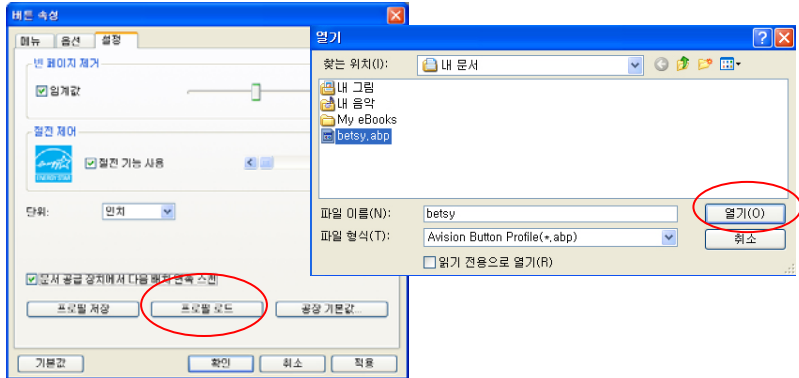 버튼 속성
메뉴 옵션 설정
빈 페이지 제거
임계값
절전 제어
ENERGY STAR
절전 기능 사용
단위: 인치
문서 공급 장치에서 다음 배치 연속 스캔
프로필 저장 프로필 로드 공장 기본값...
기본값 확인 취소 적용
열기
찾는 위치(I): 내 문서
내 그림
내 음악
My eBooks
betsy.abp
파일 이름(N): betsy 열기(O)
파일 형식(T): Avision Button Profile(*.abp) 취소
읽기 전용으로 열기(R)